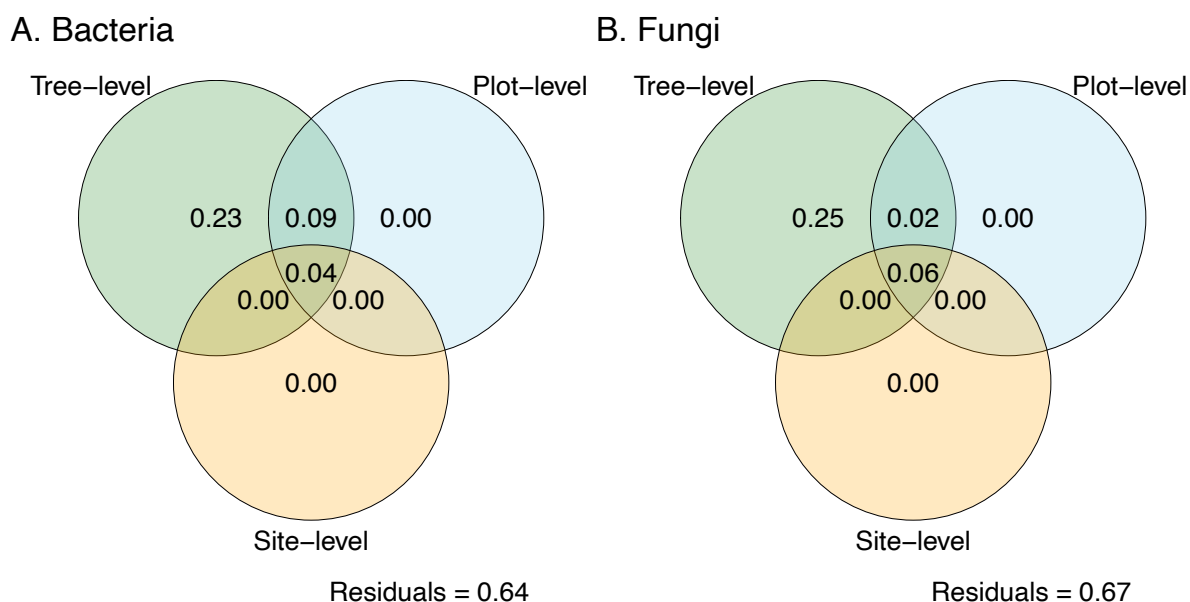 A. Bacteria
Tree–level
Plot–level
0.23
0.09
0.00
0.04
0.00
0.00
0.00
Site–level
Residuals = 0.64
B. Fungi
Tree–level
Plot–level
0.25
0.02
0.00
0.06
0.00
0.00
0.00
Site–level
Residuals = 0.67